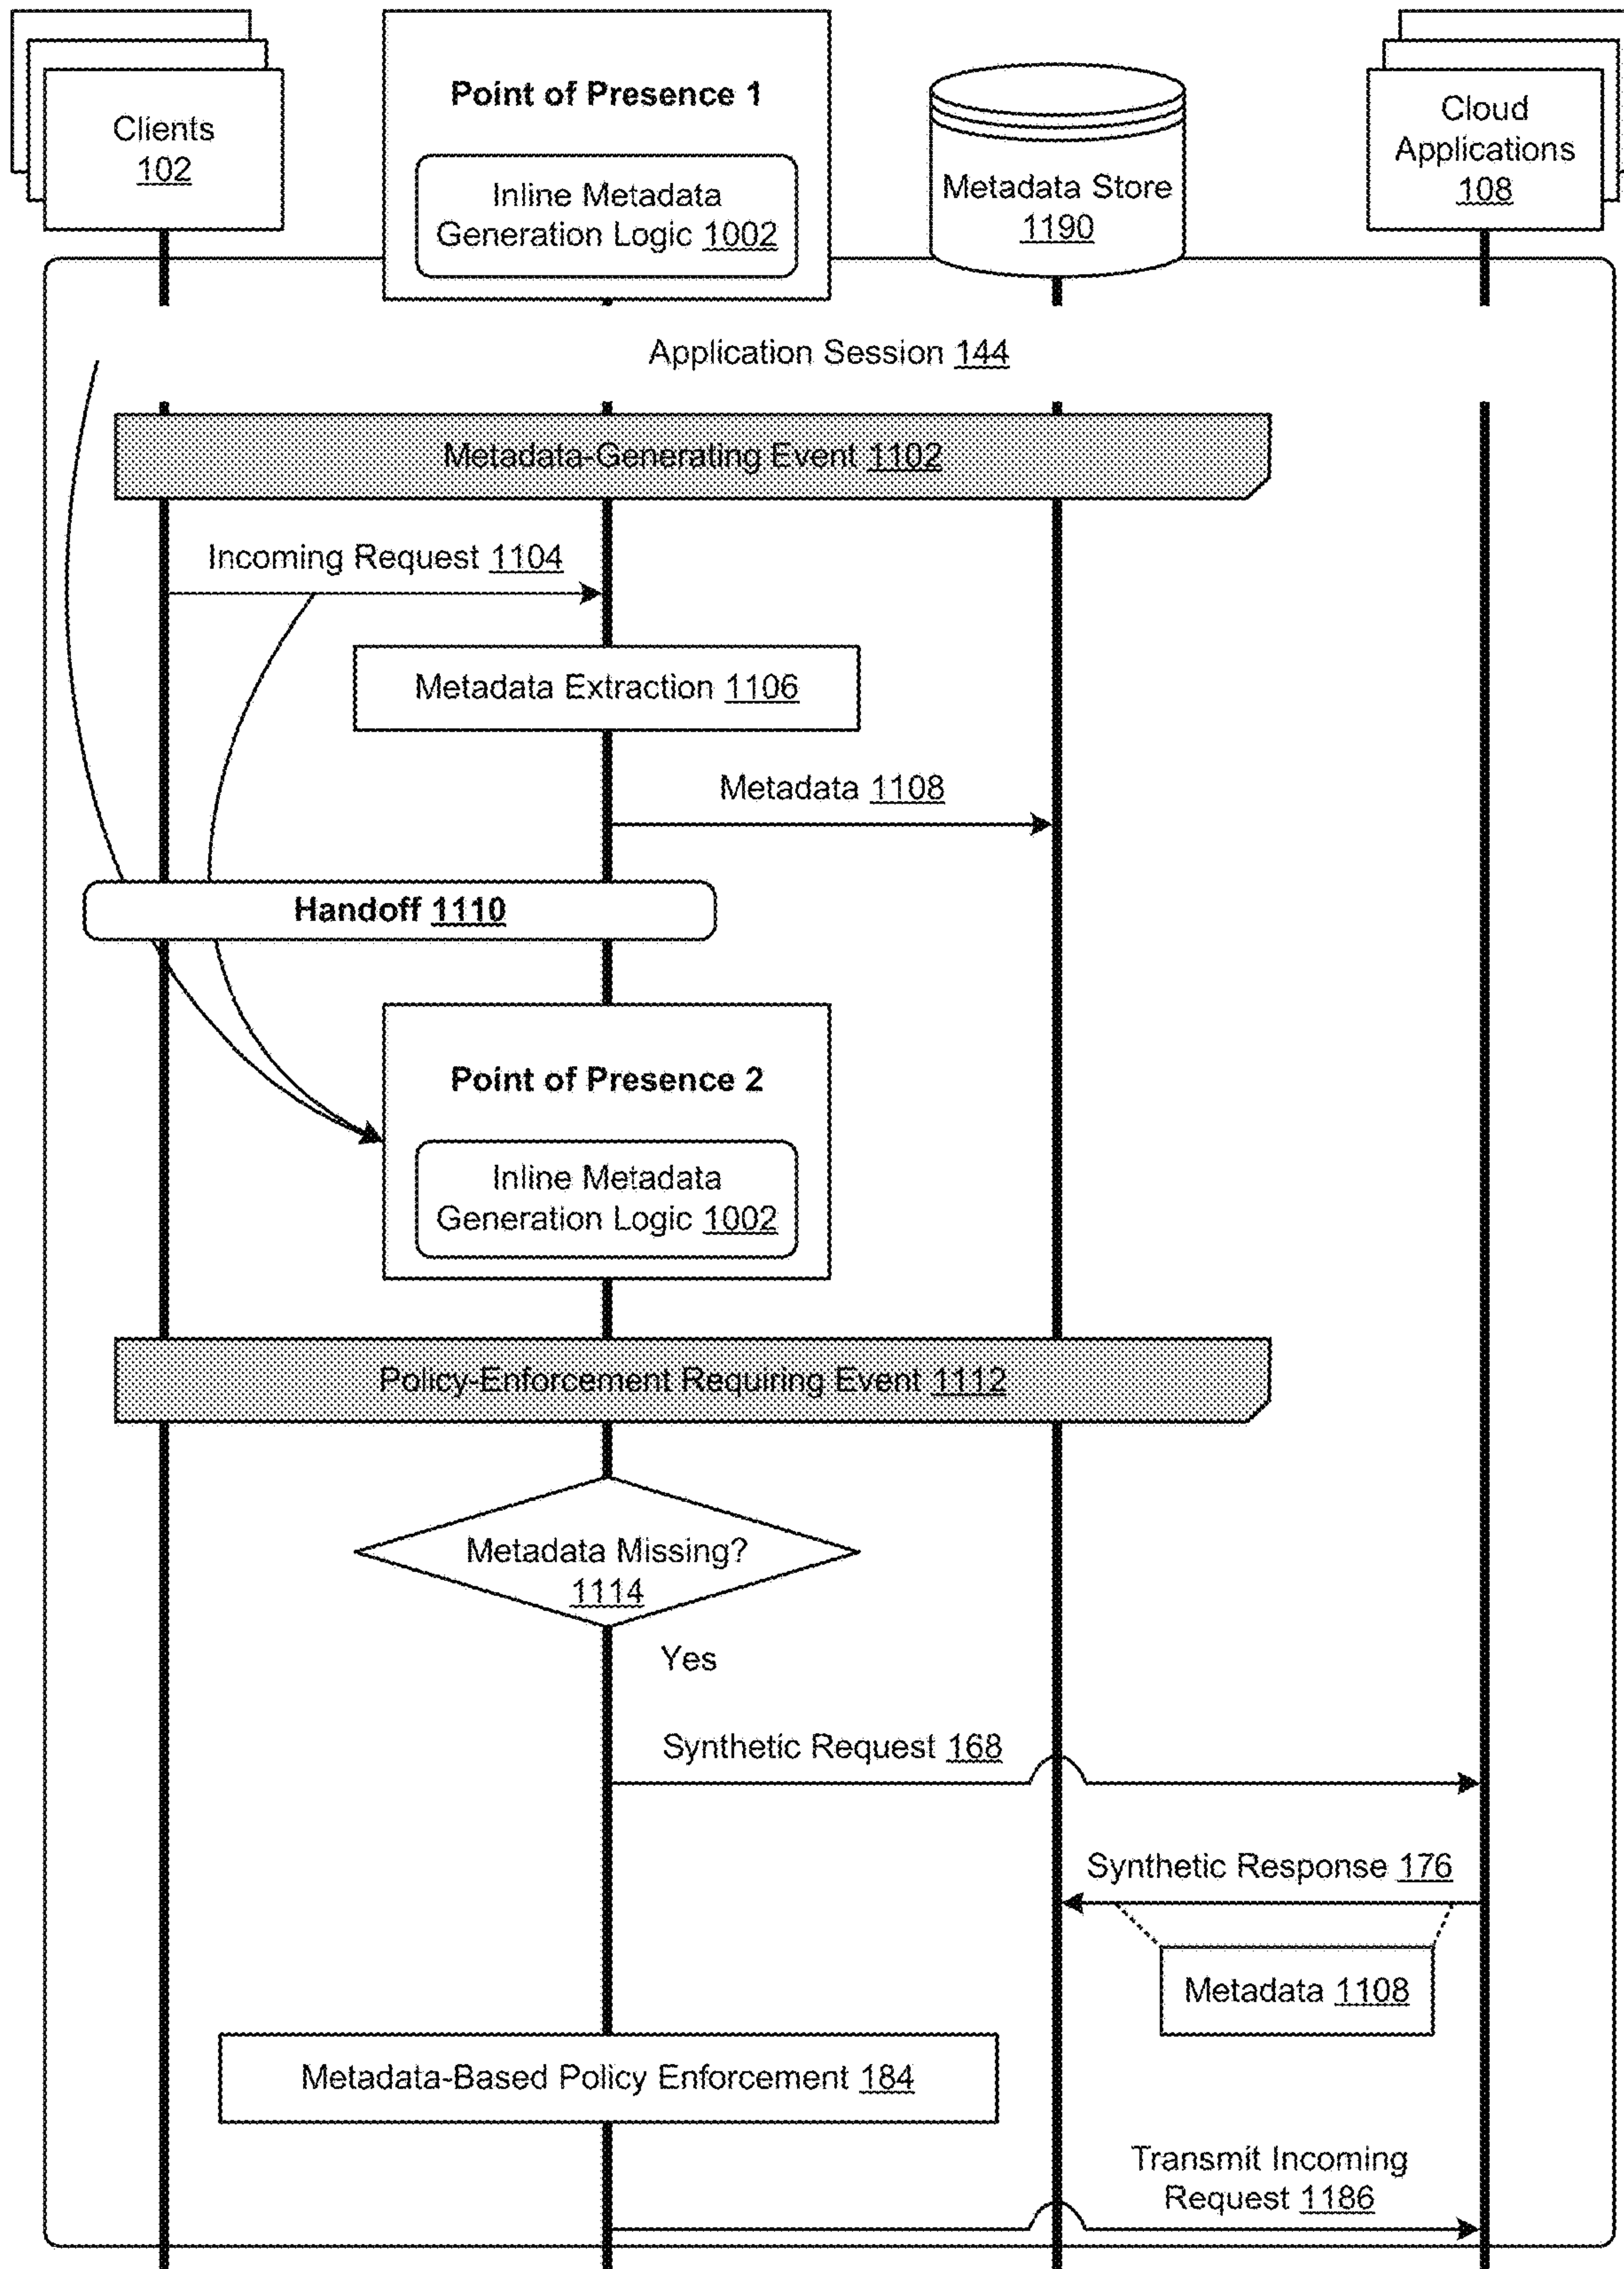 Clients
102
Point of Presence 1
Inline Metadata
Generation Logic 1002
Metadata Store
1190
Cloud
Applications
108
Application Session 144
Metadata-Generating Event 1102
Incoming Request 1104
Metadata Extraction 1106
Metadata 1108
Handoff 1110
Point of Presence 2
Inline Metadata
Generation Logic 1002
Policy-Enforcement Requiring Event 1112
Metadata Missing?
1114
Yes
Synthetic Request 168
Synthetic Response 176
Metadata 1108
Metadata-Based Policy Enforcement 184
Transmit Incoming
Request 1186